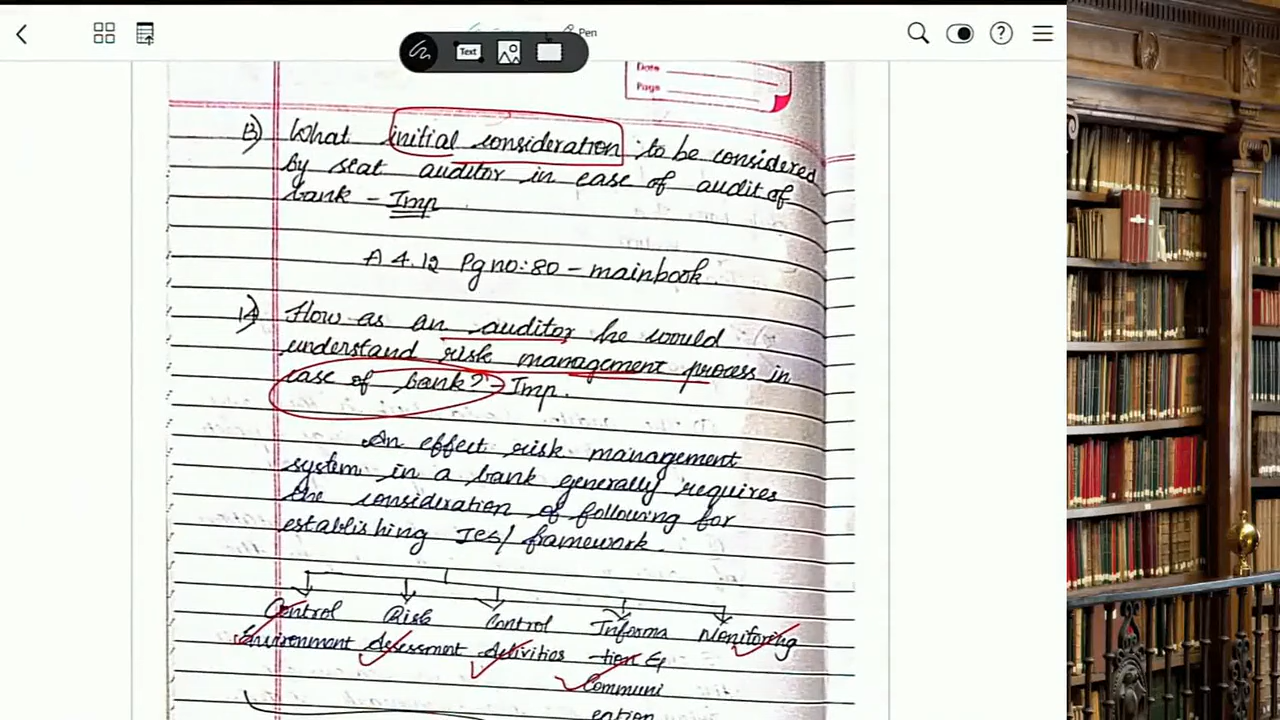 Pen
Text
Date
Page
13) What initial consideration to be considered
by stat auditor in case of audit of
bank - Imp
A 4.12 Pg no:80 - mainbook.
14) How as an auditor he would
understand risk management process in
case of bank? - Imp.
An effect risk management
system in a bank generally requires
the consideration of following for
establishing ICS/ framework.
Control Risk Control Informa Monitoring
Environment Assessment Activities -tion &
Communi
cation